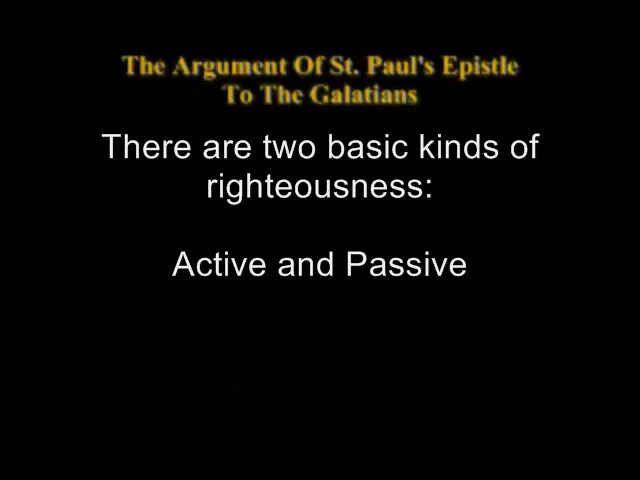 The Argument Of St. Paul's Epistle
To The Galatians
There are two basic kinds of
righteousness:
Active and Passive